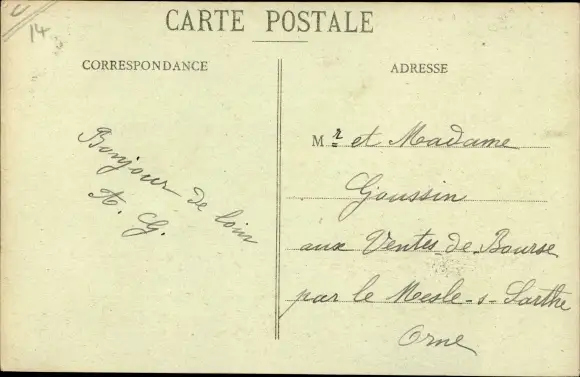 14
CARTE POSTALE
CORRESPONDANCE
Bonjour de loin
A. G.
ADRESSE
Mr et Madame
Goussin
aux Ventes-de-Bourse
par le Mesle-s-Sarthe
Orne